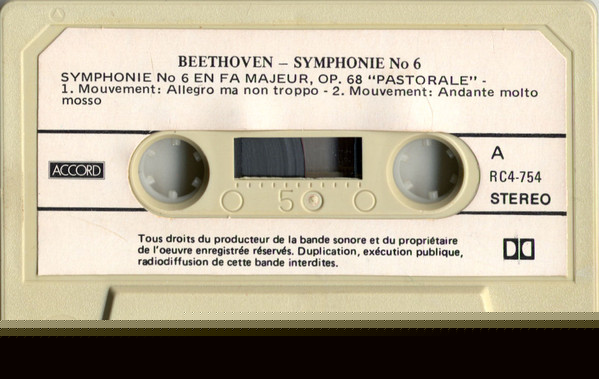 BEETHOVEN – SYMPHONIE No 6
SYMPHONIE No 6 EN FA MAJEUR, OP. 68 "PASTORALE" -
1. Mouvement: Allegro ma non troppo - 2. Mouvement: Andante molto
mosso
ACCORD
A
RC4-754
STEREO
50
Tous droits du producteur de la bande sonore et du propriétaire
de l'oeuvre enregistrée réservés. Duplication, exécution publique,
radiodiffusion de cette bande interdites.